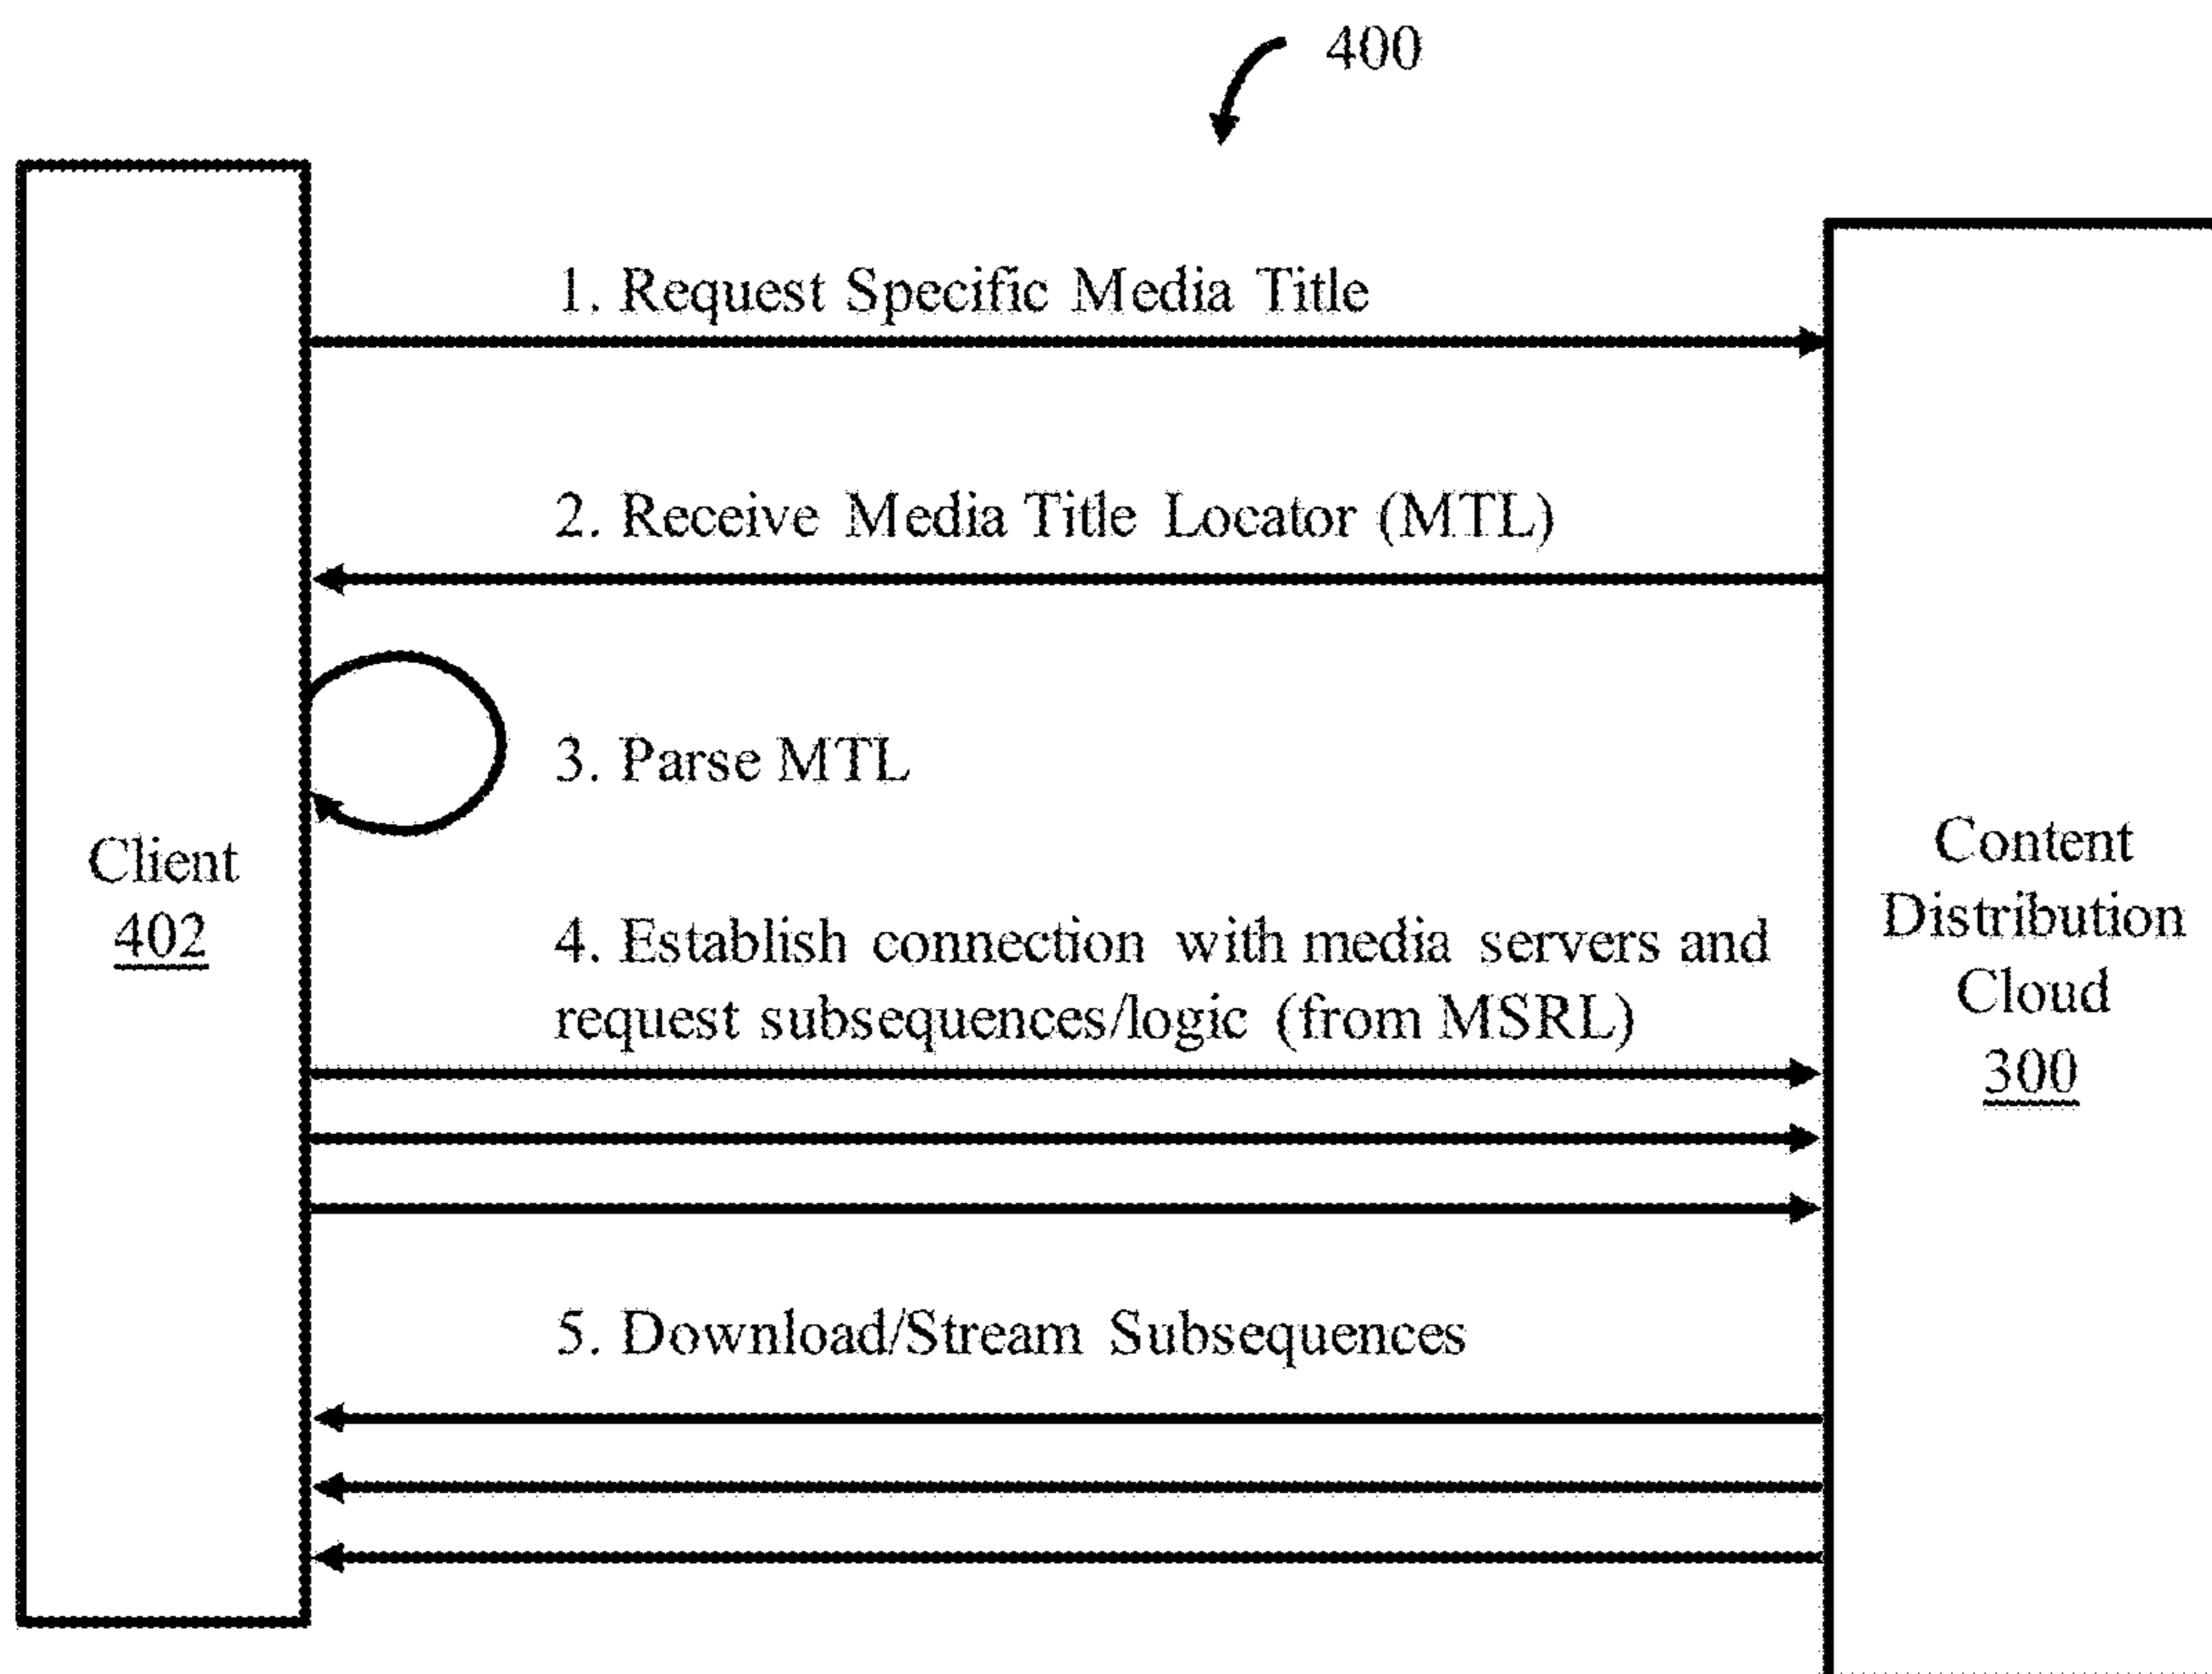 400
1. Request Specific Media Title
2. Receive Media Title Locator (MTL)
3. Parse MTL
Client
402
4. Establish connection with media servers and
request subsequences/logic (from MSRL)
Content
Distribution
Cloud
300
5. Download/Stream Subsequences